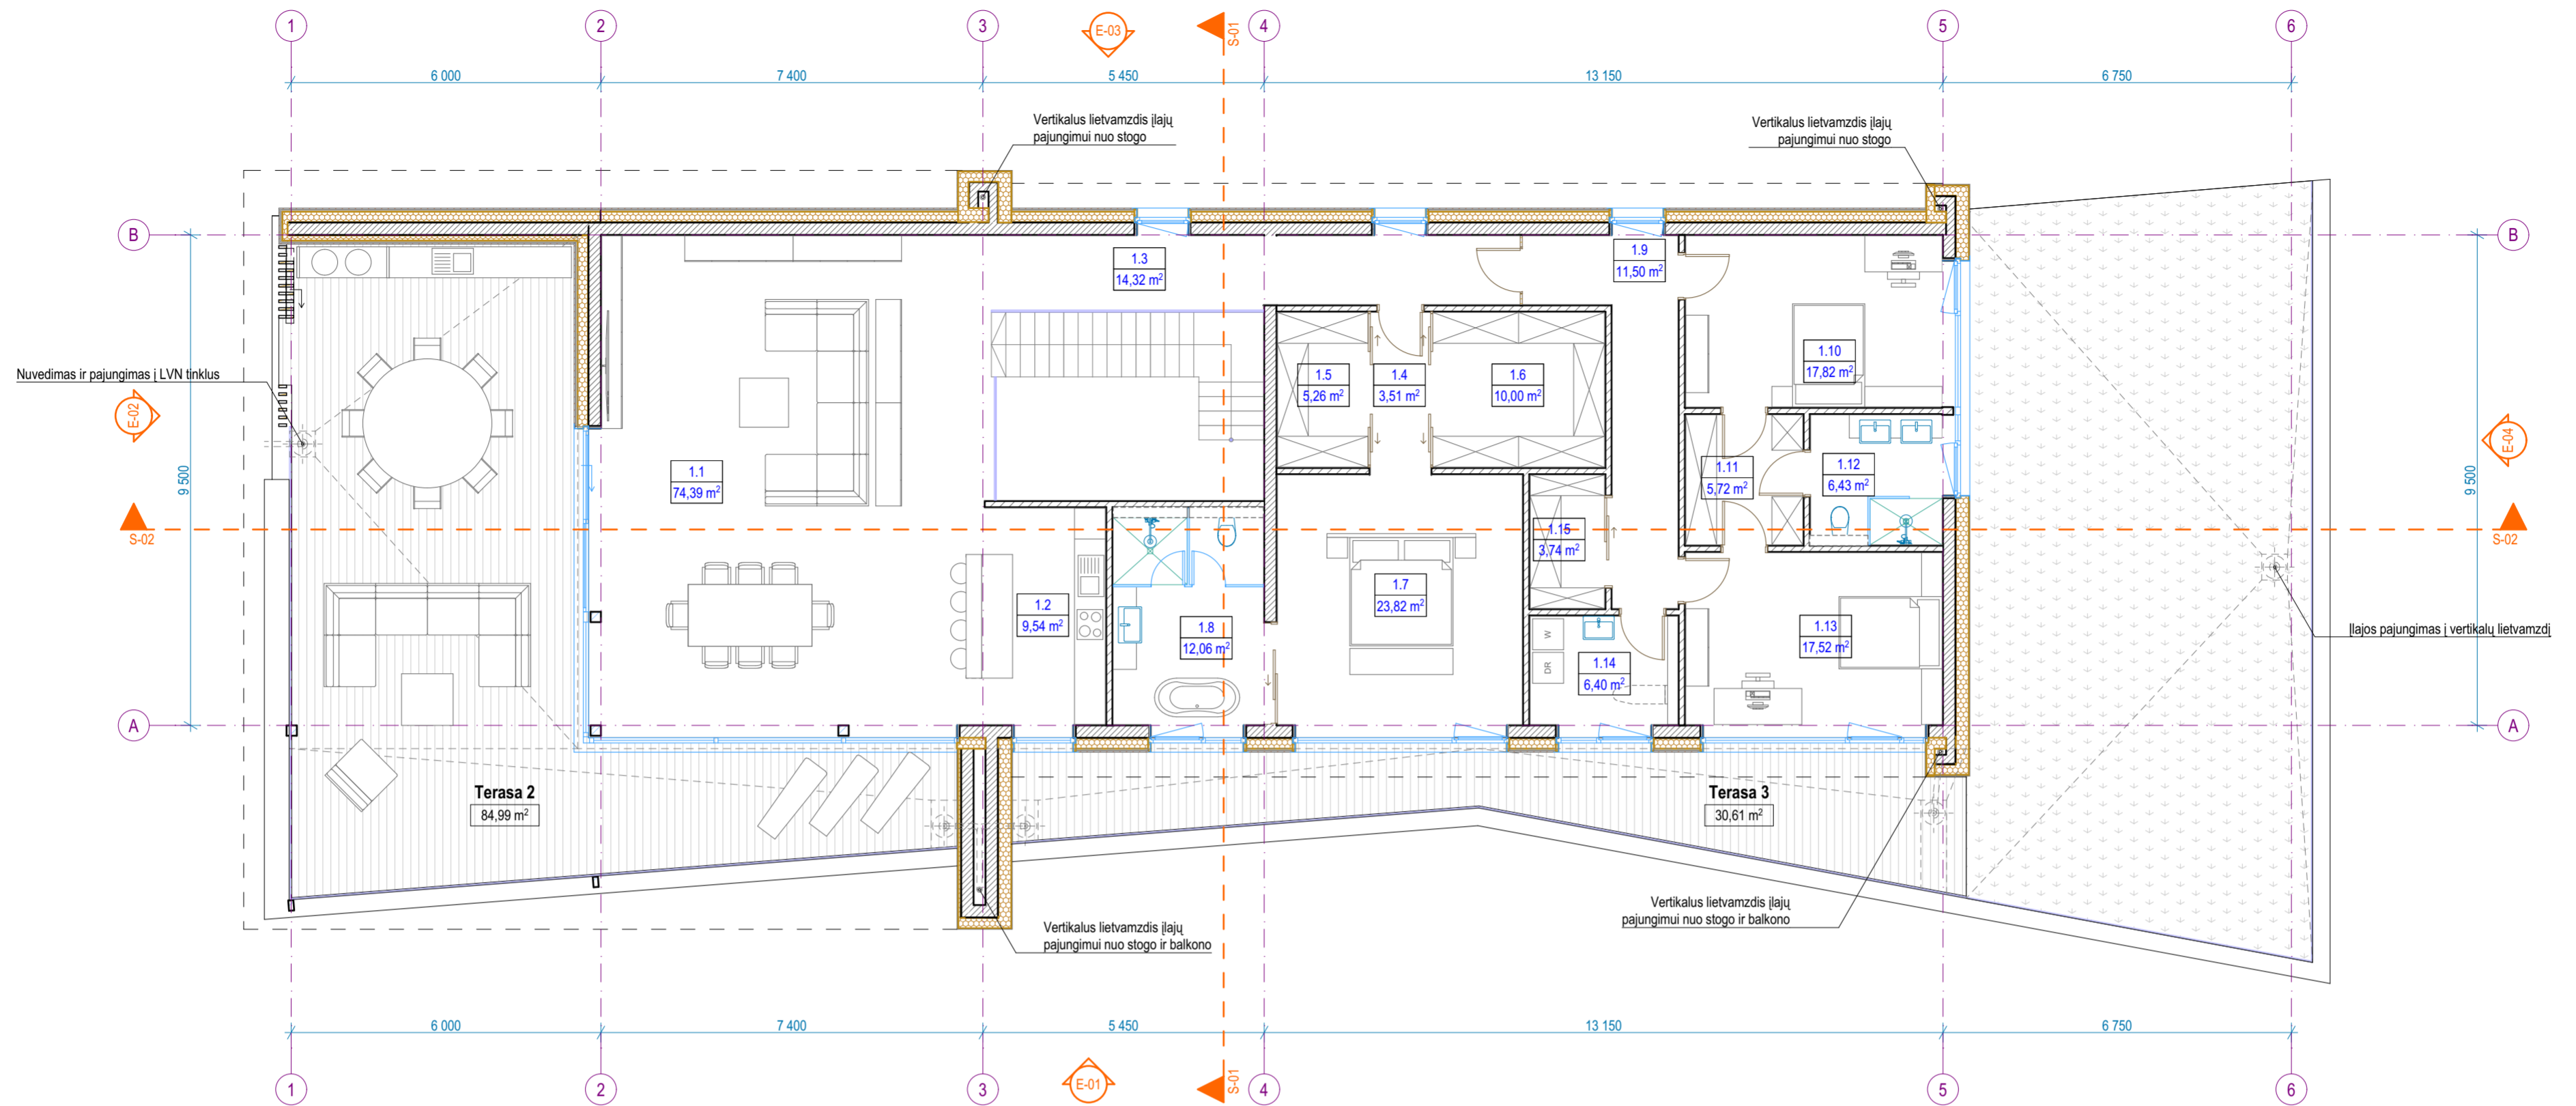 1
2
3
E-03
S-01
4
5
6
6 000
7 400
5 450
13 150
6 750
Vertikalus lietvamzdis įlajų
pajungimui nuo stogo
Vertikalus lietvamzdis įlajų
pajungimui nuo stogo
B
B
1.3
14,32 m²
1.9
11,50 m²
1.10
17,82 m²
1.5
5,26 m²
1.4
3,51 m²
1.6
10,00 m²
Nuvedimas ir pajungimas į LVN tinklus
E-02
E-04
9 500
9 500
1.1
74,39 m²
1.11
5,72 m²
1.12
6,43 m²
S-02
S-02
1.15
3,74 m²
1.7
23,82 m²
1.2
9,54 m²
1.8
12,06 m²
W
DR
1.14
6,40 m²
1.13
17,52 m²
Įlajos pajungimas į vertikalų lietvamzdį
A
A
Terasa 2
84,99 m²
Terasa 3
30,61 m²
Vertikalus lietvamzdis įlajų
pajungimui nuo stogo ir balkono
Vertikalus lietvamzdis įlajų
pajungimui nuo stogo ir balkono
6 000
7 400
5 450
13 150
6 750
1
2
3
E-01
S-01
4
5
6